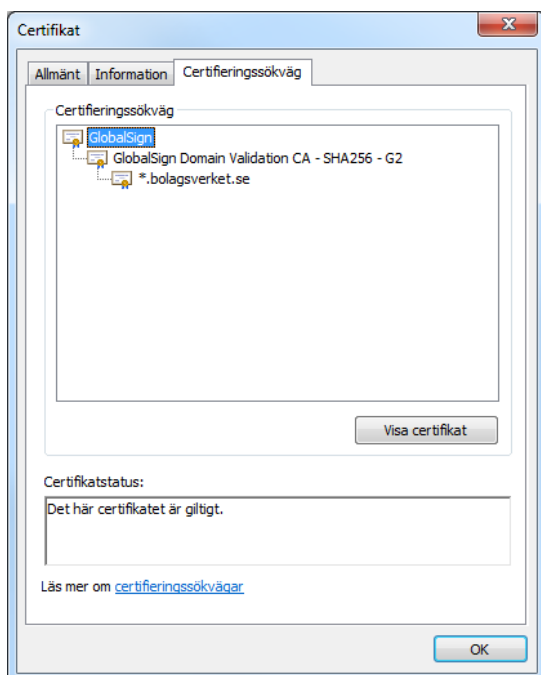 Certifikat
Allmänt Information Certifieringssökväg
Certifieringssökväg
GlobalSign
GlobalSign Domain Validation CA - SHA256 - G2
*.bolagsverket.se
Visa certifikat
Certifikatstatus:
Det här certifikatet är giltigt.
Läs mer om certifieringssökvägar
OK